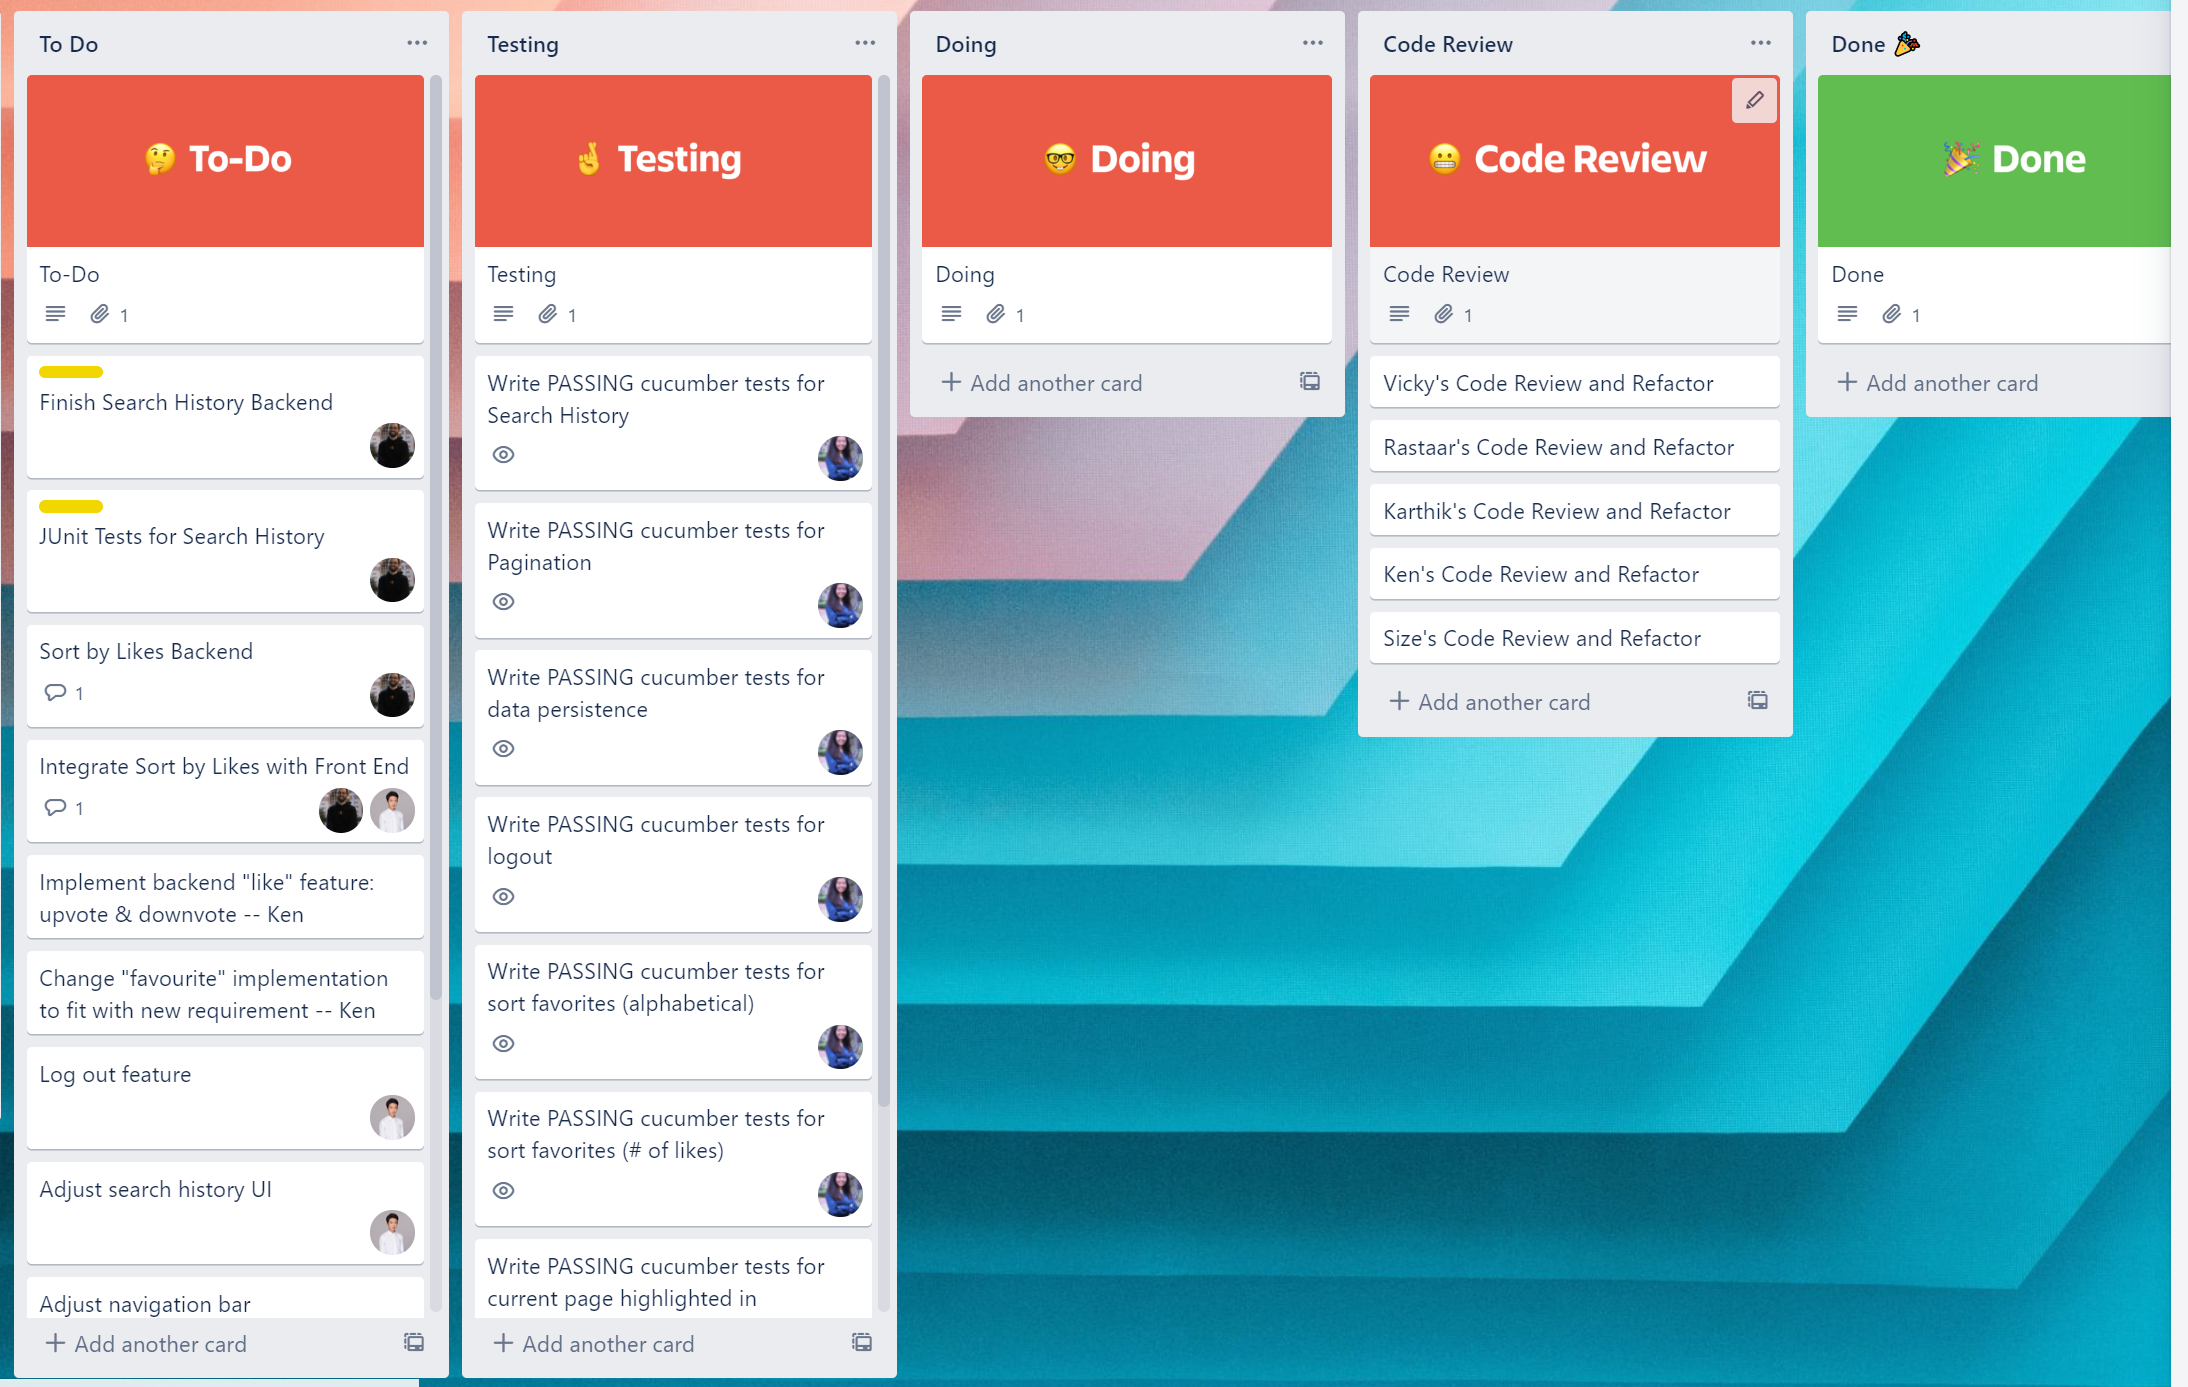 To Do
To-Do
To-Do
1
Finish Search History Backend
JUnit Tests for Search History
Sort by Likes Backend
1
Integrate Sort by Likes with Front End
1
Implement backend "like" feature:
upvote & downvote -- Ken
Change "favourite" implementation
to fit with new requirement -- Ken
Log out feature
Adjust search history UI
Adjust navigation bar
Add another card
Testing
Testing
Testing
1
Write PASSING cucumber tests for
Search History
Write PASSING cucumber tests for
Pagination
Write PASSING cucumber tests for
data persistence
Write PASSING cucumber tests for
logout
Write PASSING cucumber tests for
sort favorites (alphabetical)
Write PASSING cucumber tests for
sort favorites (# of likes)
Write PASSING cucumber tests for
current page highlighted in
Add another card
Doing
Doing
Doing
1
Add another card
Code Review
Code Review
Code Review
1
Vicky's Code Review and Refactor
Rastaar's Code Review and Refactor
Karthik's Code Review and Refactor
Ken's Code Review and Refactor
Size's Code Review and Refactor
Add another card
Done
Done
Done
1
Add another card